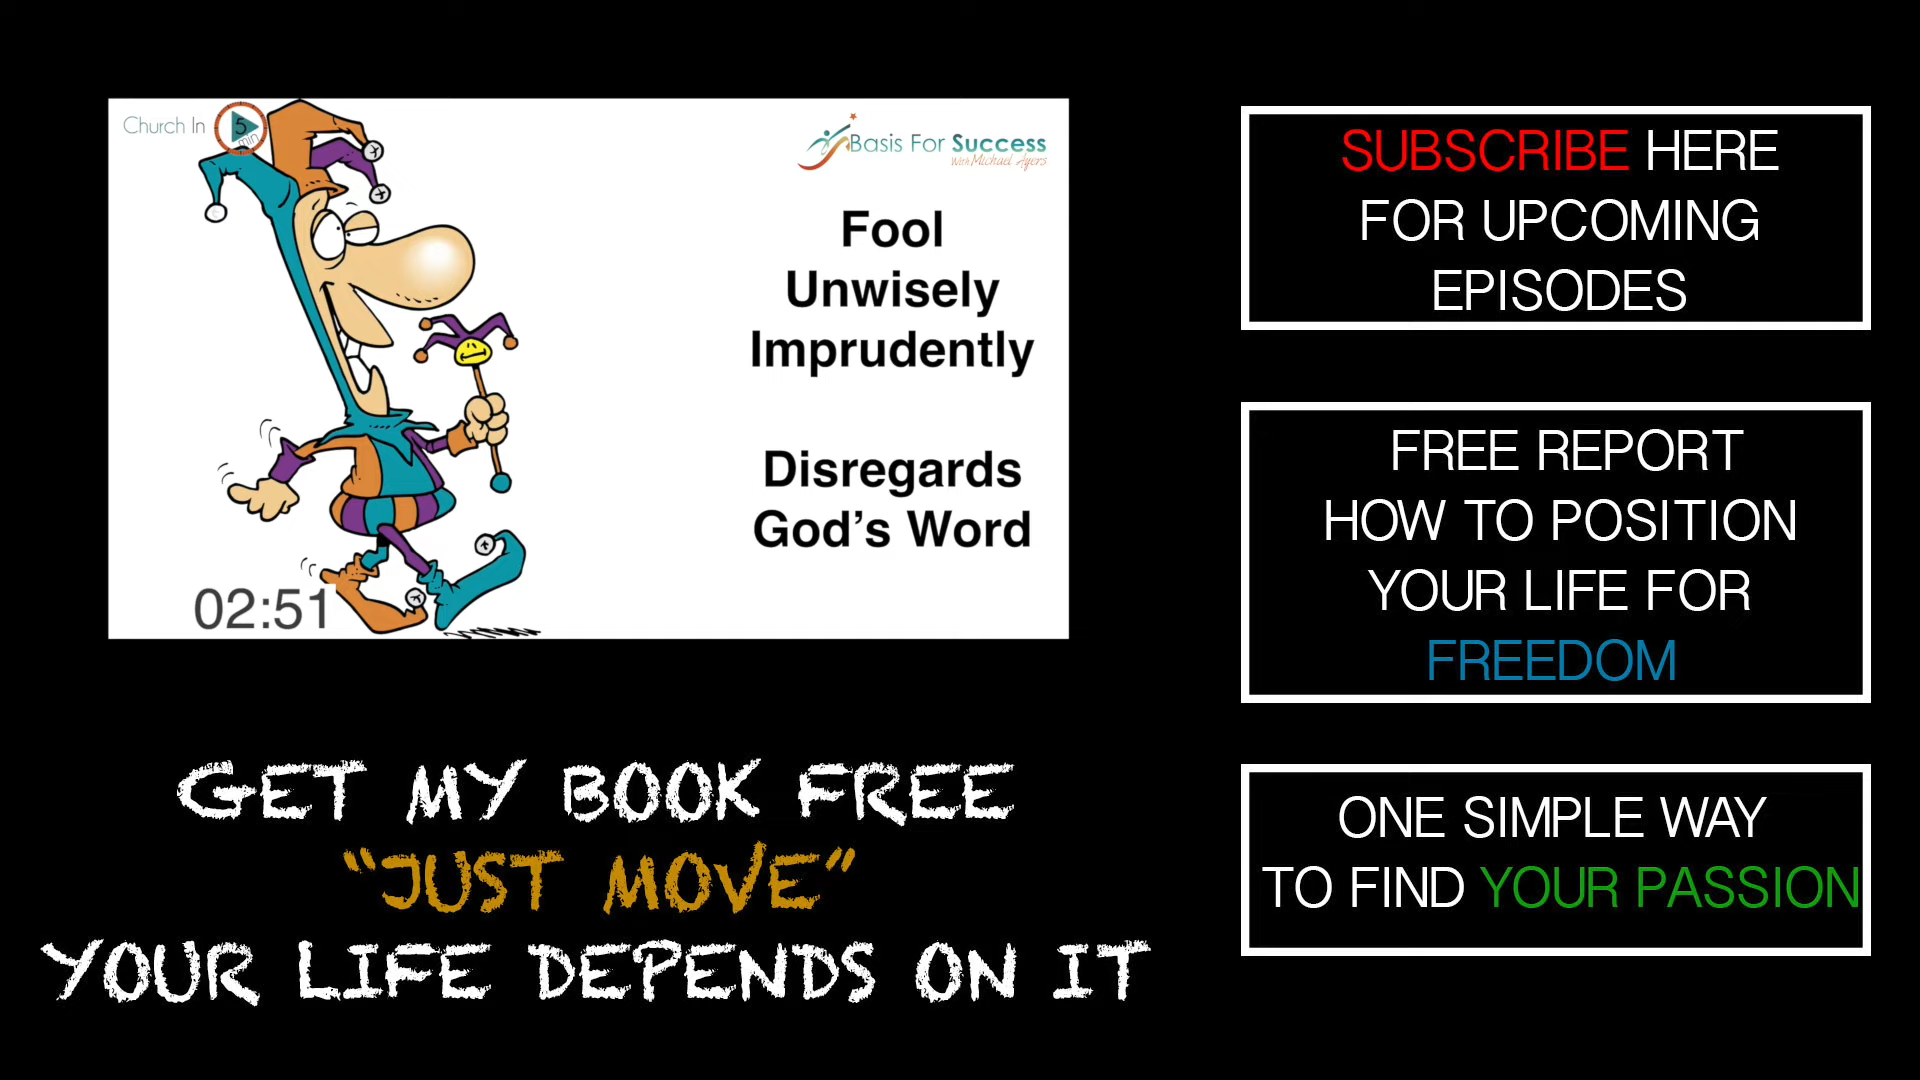 Church In 5 min
Basis For Success
With Michael Ayers
Fool
Unwisely
Imprudently
Disregards
God's Word
02:51
SUBSCRIBE HERE
FOR UPCOMING
EPISODES
FREE REPORT
HOW TO POSITION
YOUR LIFE FOR
FREEDOM
ONE SIMPLE WAY
TO FIND YOUR PASSION
GET MY BOOK FREE
"JUST MOVE"
YOUR LIFE DEPENDS ON IT